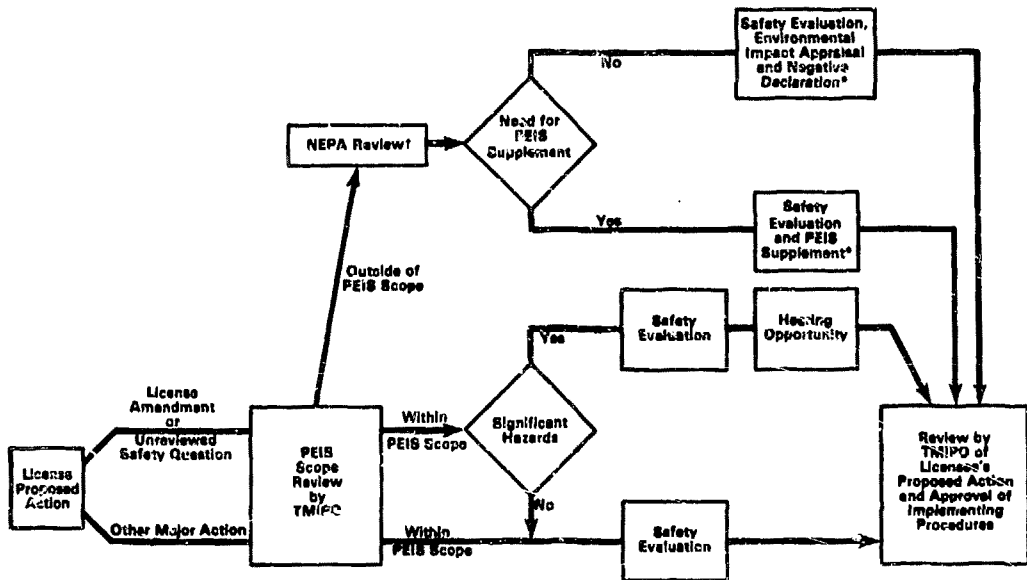 Safety Evaluation,
Environmental
Impact Appraisal
and Negative
Declaration*
No
Need for
PEIS
Supplement
NEPA Review†
Yes
Safety
Evaluation
and PEIS
Supplement*
Outside of
PEIS Scope
Yes
Safety
Evaluation
Hearing
Opportunity
License
Amendment
or
Unreviewed
Safety Question
Within
PEIS Scope
Significant
Hazards
License
Proposed
Action
PEIS
Scope
Review
by
TMIPO
Review by
TMIPO of
Licensee's
Proposed Action
and Approval of
Implementing
Procedures
No
Other Major Action
Within
PEIS Scope
Safety
Evaluation